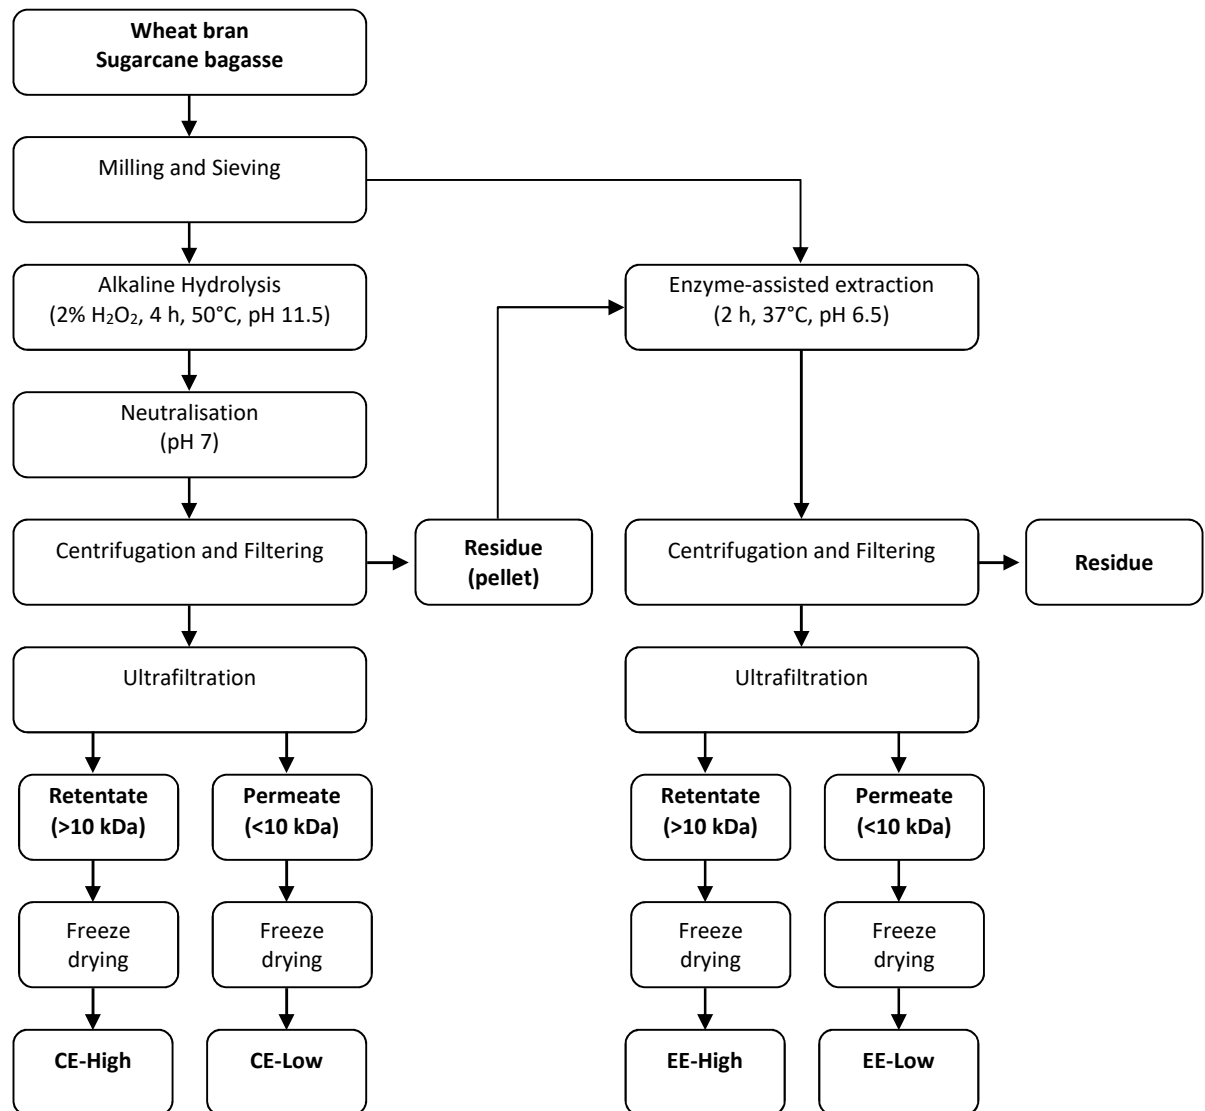 Wheat bran
Sugarcane bagasse
Milling and Sieving
Alkaline Hydrolysis
(2% H₂O₂, 4 h, 50°C, pH 11.5)
Enzyme-assisted extraction
(2 h, 37°C, pH 6.5)
Neutralisation
(pH 7)
Centrifugation and Filtering
Residue
(pellet)
Centrifugation and Filtering
Residue
Ultrafiltration
Ultrafiltration
Retentate
(>10 kDa)
Permeate
(<10 kDa)
Retentate
(>10 kDa)
Permeate
(<10 kDa)
Freeze
drying
Freeze
drying
Freeze
drying
Freeze
drying
CE-High
CE-Low
EE-High
EE-Low